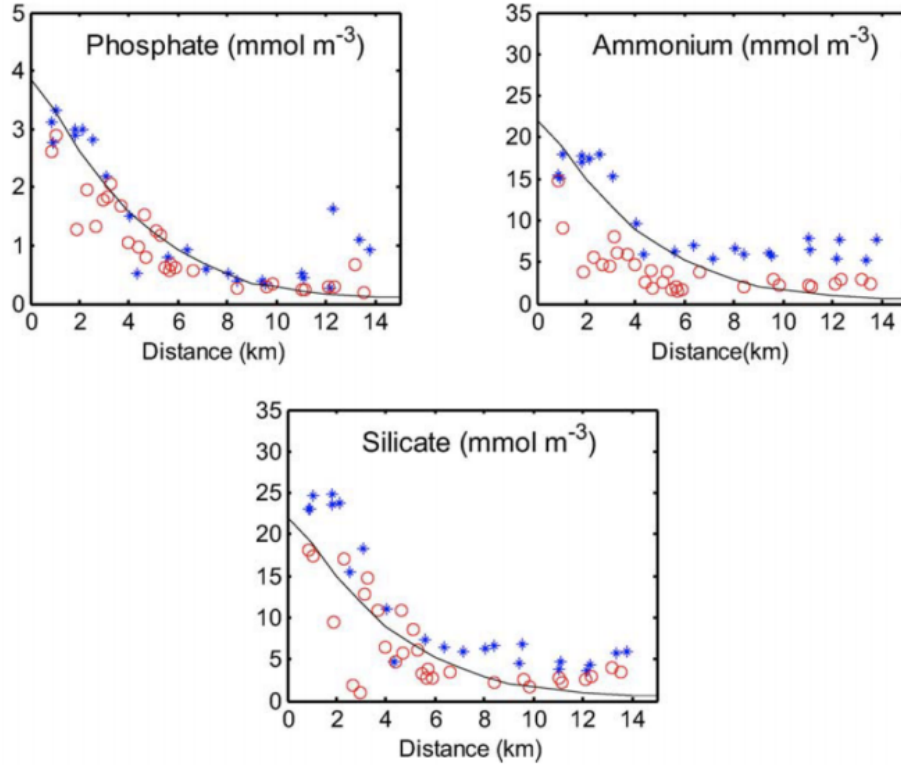 Phosphate (mmol m⁻³)
5
4
3
2
1
0
0 2 4 6 8 10 12 14
Distance (km)
Ammonium (mmol m⁻³)
35
30
25
20
15
10
5
0
0 2 4 6 8 10 12 14
Distance(km)
Silicate (mmol m⁻³)
35
30
25
20
15
10
5
0
0 2 4 6 8 10 12 14
Distance (km)